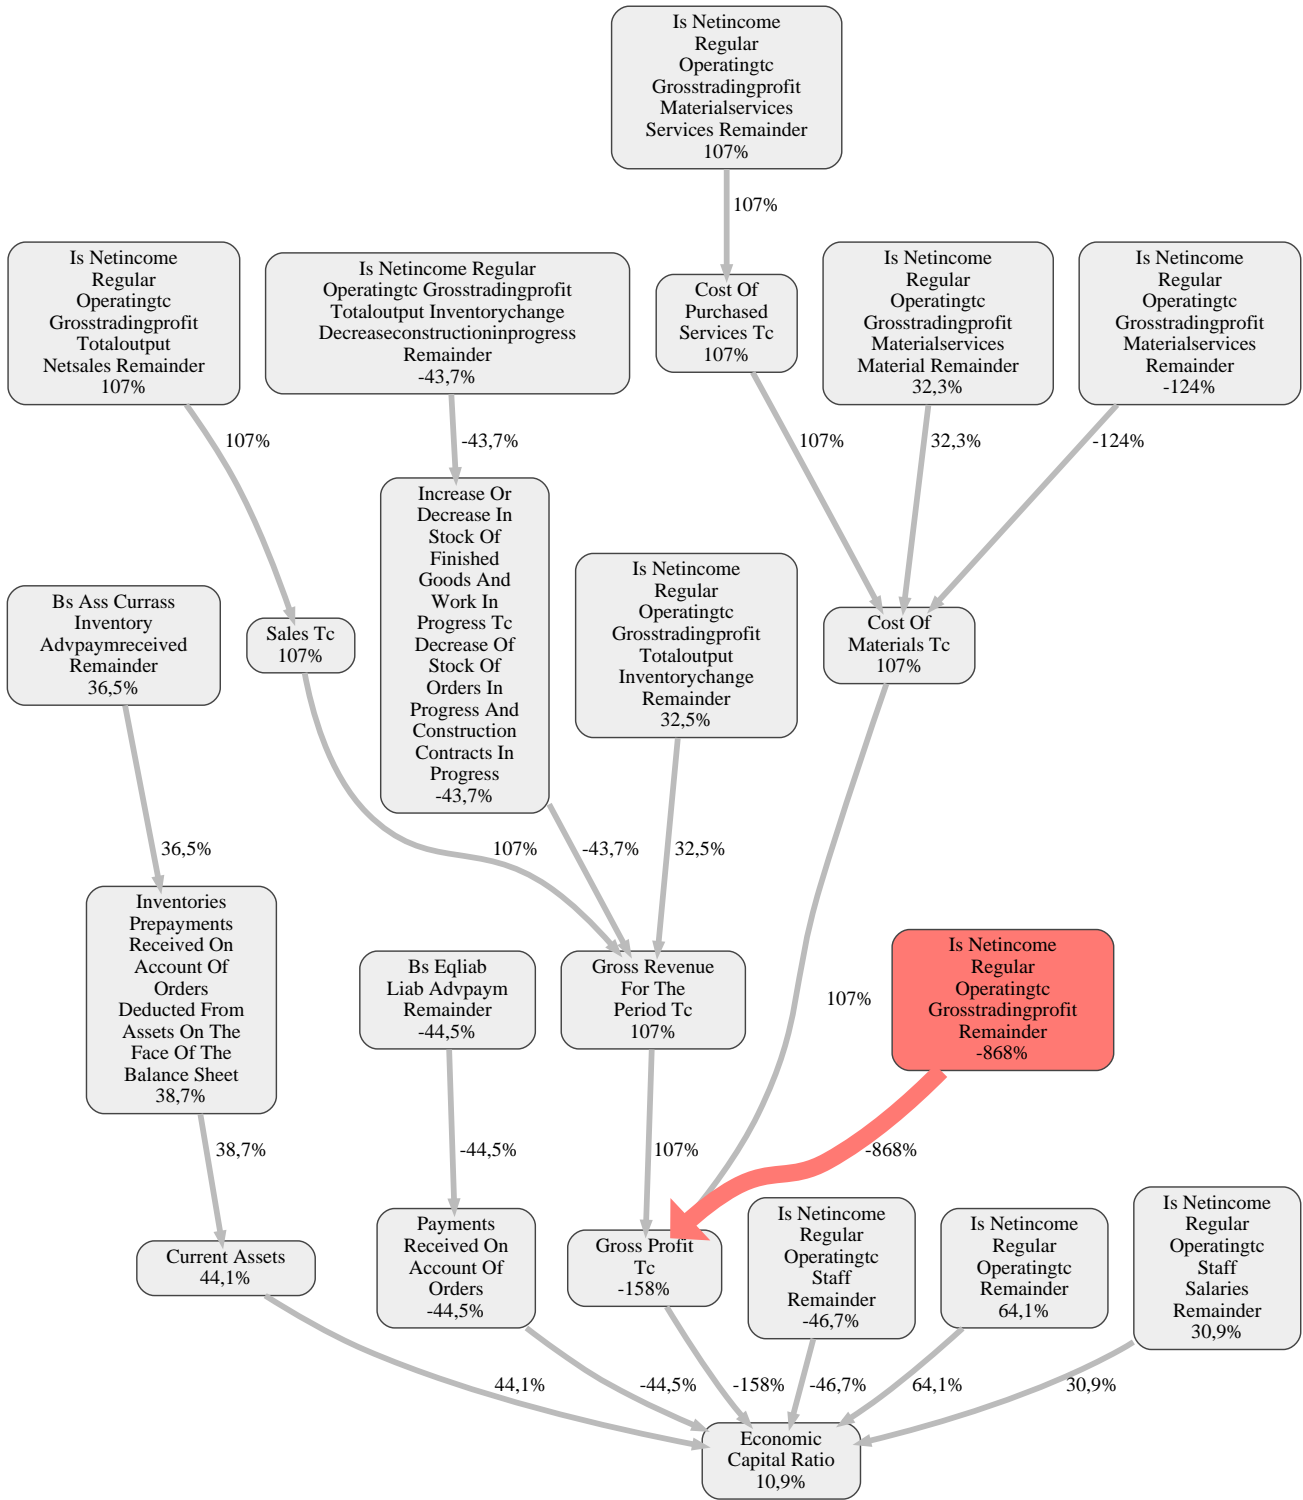 Is Netincome
Regular
Operatingtc
Grosstradingprofit
Materialservices
Services Remainder
107%
107%
Is Netincome
Regular
Operatingtc
Grosstradingprofit
Totaloutput
Netsales Remainder
107%
Is Netincome Regular
Operatingtc Grosstradingprofit
Totaloutput Inventorychange
Decreaseconstructioninprogress
Remainder
-43,7%
Cost Of
Purchased
Services Tc
107%
Is Netincome
Regular
Operatingtc
Grosstradingprofit
Materialservices
Material Remainder
32,3%
Is Netincome
Regular
Operatingtc
Grosstradingprofit
Materialservices
Remainder
-124%
107%
-43,7%
107%
32,3%
-124%
Bs Ass Currass
Inventory
Advpaymreceived
Remainder
36,5%
Sales Tc
107%
Increase Or
Decrease In
Stock Of
Finished
Goods And
Work In
Progress Tc
Decrease Of
Stock Of
Orders In
Progress And
Construction
Contracts In
Progress
-43,7%
Is Netincome
Regular
Operatingtc
Grosstradingprofit
Totaloutput
Inventorychange
Remainder
32,5%
Cost Of
Materials Tc
107%
36,5%
107%
-43,7%
32,5%
Inventories
Prepayments
Received On
Account Of
Orders
Deducted From
Assets On The
Face Of The
Balance Sheet
38,7%
Bs Eqliab
Liab Advpaym
Remainder
-44,5%
Gross Revenue
For The
Period Tc
107%
107%
Is Netincome
Regular
Operatingtc
Grosstradingprofit
Remainder
-868%
38,7%
-44,5%
107%
-868%
Current Assets
44,1%
Payments
Received On
Account Of
Orders
-44,5%
Gross Profit
Tc
-158%
Is Netincome
Regular
Operatingtc
Staff
Remainder
-46,7%
Is Netincome
Regular
Operatingtc
Remainder
64,1%
Is Netincome
Regular
Operatingtc
Staff
Salaries
Remainder
30,9%
44,1%
-44,5%
-158%
-46,7%
64,1%
30,9%
Economic
Capital Ratio
10,9%